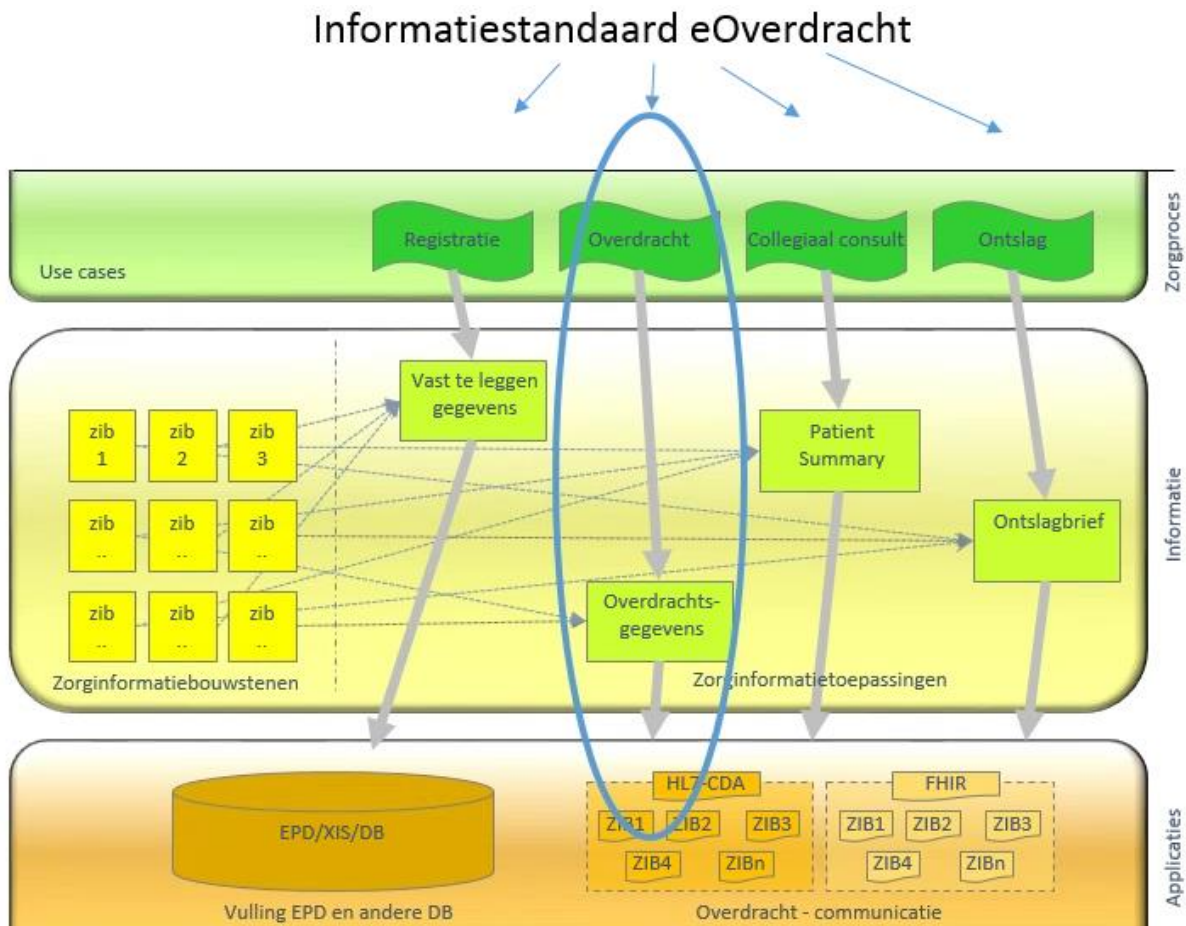 Informatiestandaard eOverdracht
Registratie
Overdracht
Collegiaal consult
Ontslag
Use cases
Zorgproces
Vast te leggen
gegevens
zib
1
zib
2
zib
3
Patient
Summary
zib
..
zib
..
zib
..
Ontslagbrief
Informatie
zib
..
zib
..
zib
..
Overdrachts-
gegevens
Zorginformatiebouwstenen
Zorginformatietoepassingen
HL7-CDA
FHIR
EPD/XIS/DB
ZIB1
ZIB2
ZIB3
ZIB4
ZIBn
ZIB1
ZIB2
ZIB3
ZIB4
ZIBn
Vulling EPD en andere DB
Overdracht - communicatie
Applicaties